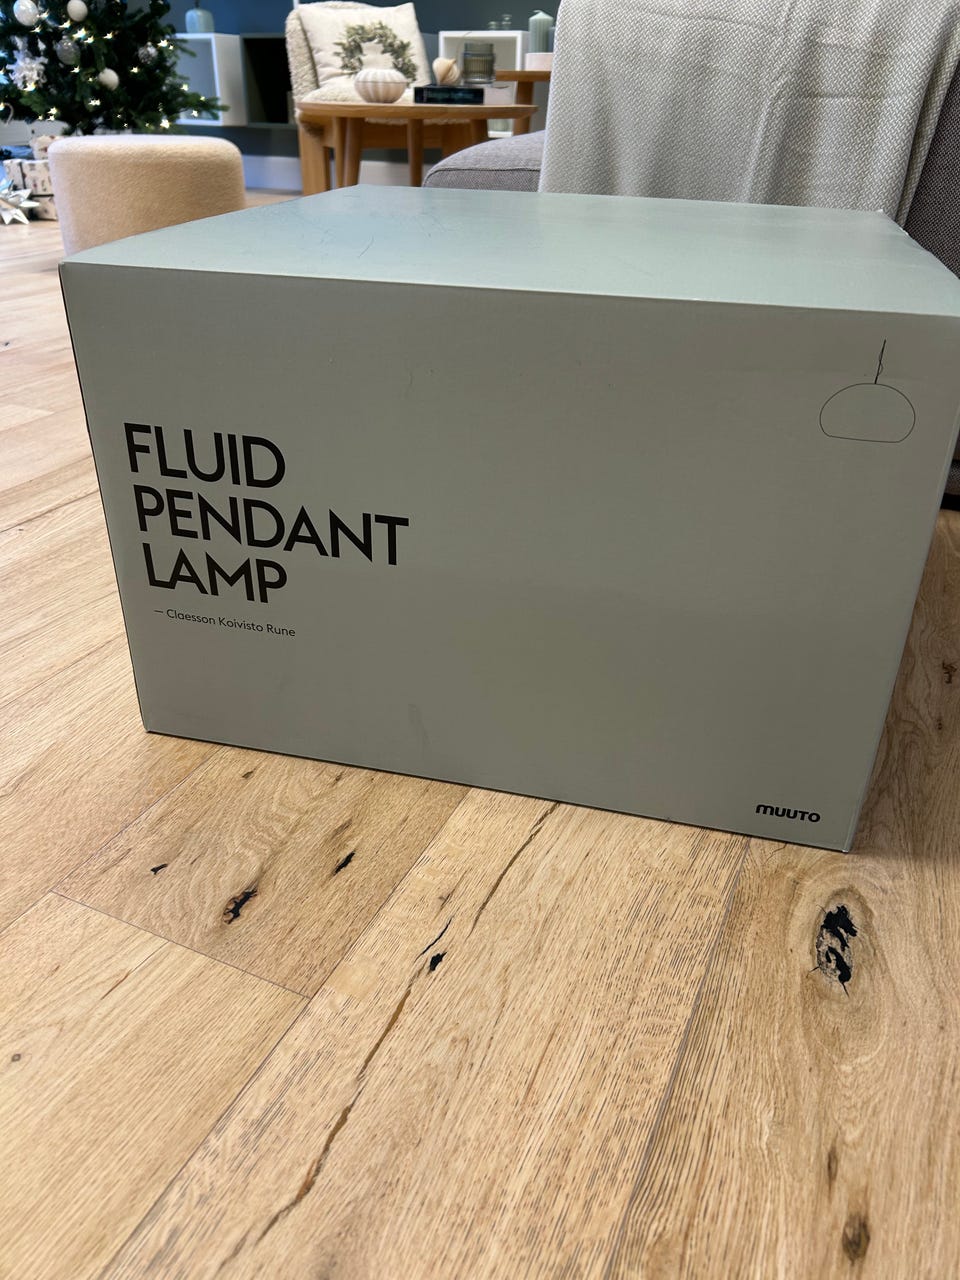 FLUID
PENDANT
LAMP
— Claesson Koivisto Rune
muuto